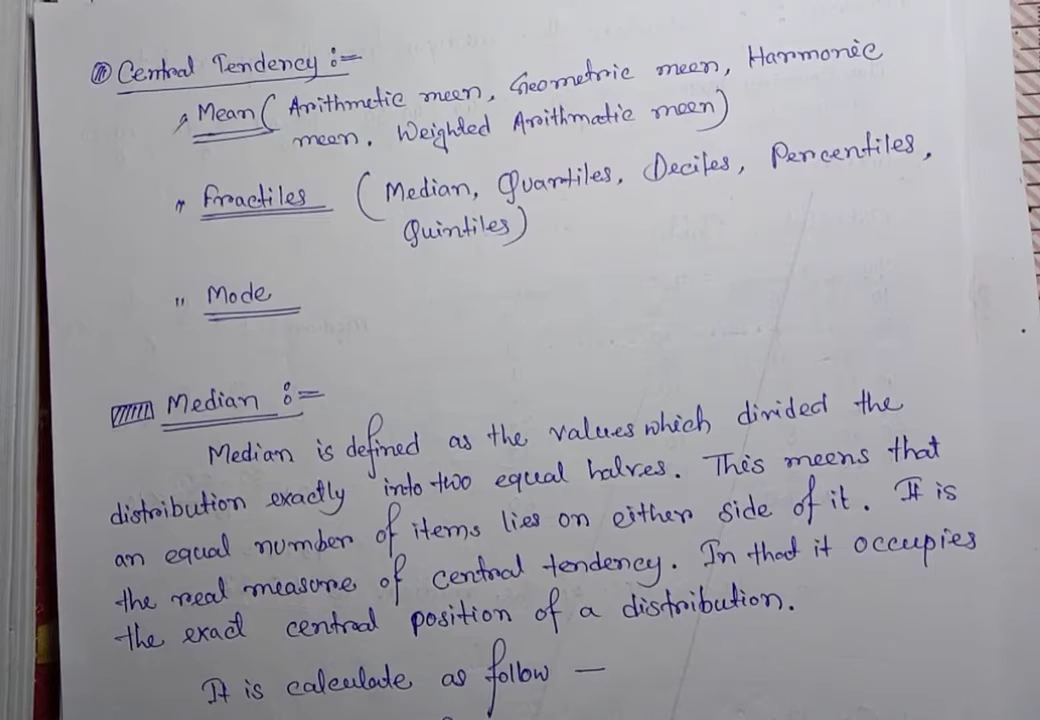 Central Tendency :=
" Mean ( Arithmetic meen, Geometric meen, Harmonic
meen, Weighted Arithmatic meen)
" Fractiles ( Median, Quartiles, Deciles, Percentiles,
Quintiles)
" Mode
Median :=
Median is defined as the values which divided the
distribution exactly into two equal halves. This meens that
an equal number of items lies on either side of it. It is
the real measure of central tendency. In that it occupies
the exact central position of a distribution.
It is calculate as follow —